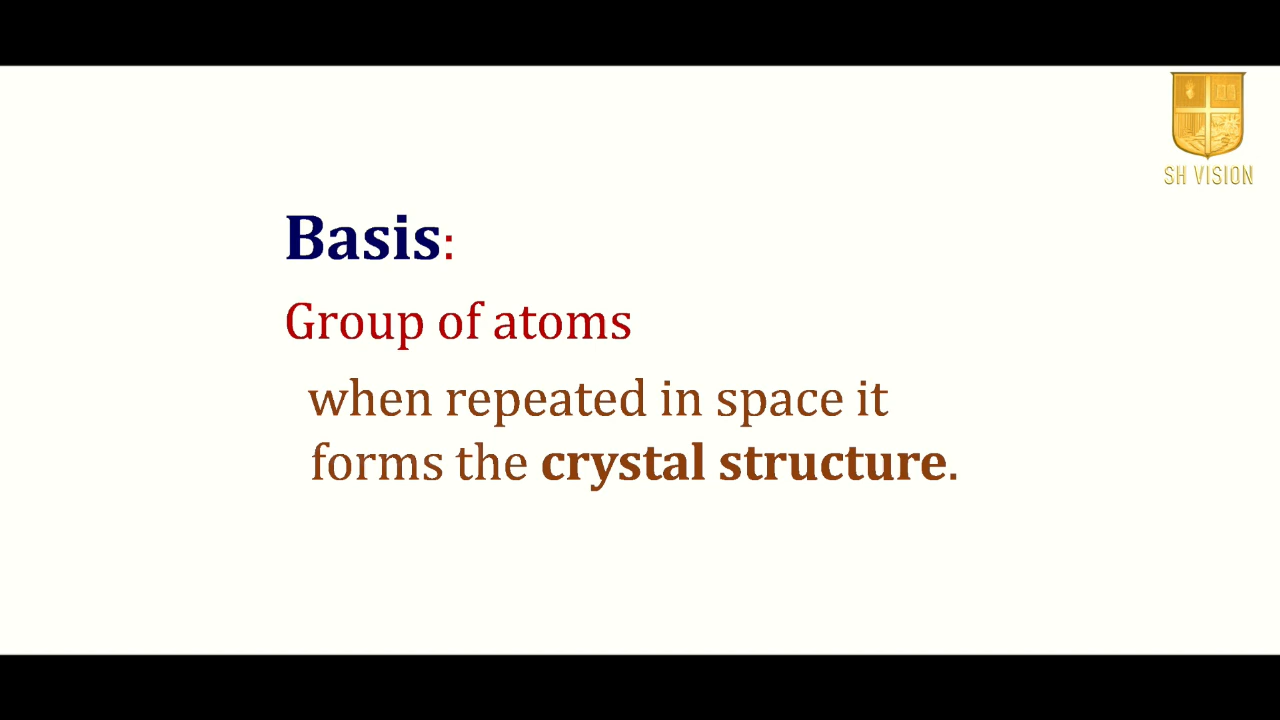 SH VISION
Basis:
Group of atoms
when repeated in space it
forms the crystal structure.